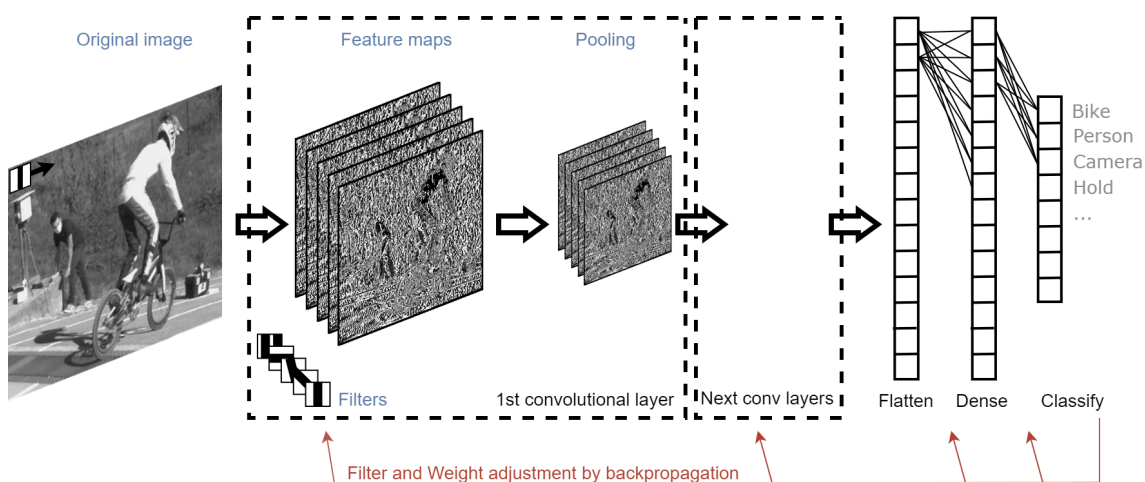 Original image
Feature maps
Pooling
Bike
Person
Camera
Hold
...
Filters
1st convolutional layer
Next conv layers
Flatten
Dense
Classify
Filter and Weight adjustment by backpropagation